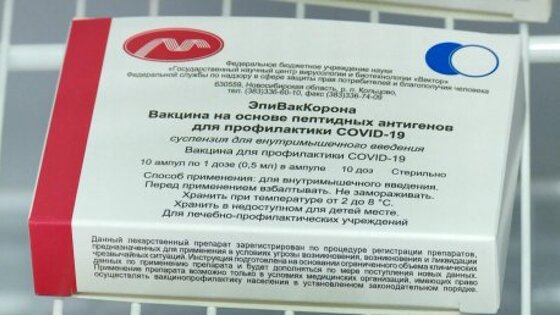 Федеральное бюджетное учреждение науки
"Государственный научный центр вирусологии и биотехнологии «Вектор»
Федеральной службы по надзору в сфере защиты прав потребителей и благополучия человека
630559, Новосибирская область, р. п. Кольцово,
тел. (383)336-60-10, факс (383)336-74-09
ЭпиВакКорона
Вакцина на основе пептидных антигенов
для профилактики COVID-19
суспензия для внутримышечного введения
Вакцина для профилактики COVID-19
10 ампул по 1 дозе (0,5 мл) в ампуле 10 доз Стерильно
Способ применения: для внутримышечного введения.
Перед применением взбалтывать. Не замораживать.
Хранить при температуре от 2 до 8 °С.
Хранить в недоступном для детей месте.
Для лечебно-профилактических учреждений
Данный лекарственный препарат зарегистрирован по процедуре регистрации препаратов,
предназначенных для применения в условиях угрозы возникновения, возникновения и ликвидации
чрезвычайных ситуаций. Инструкция подготовлена на основании ограниченного объема клинических
данных по применению препарата и будет дополняться по мере поступления новых данных.
Применение препарата возможно только в условиях медицинских организаций, имеющих право
осуществлять вакцинопрофилактику населения в установленном законодательном порядке.